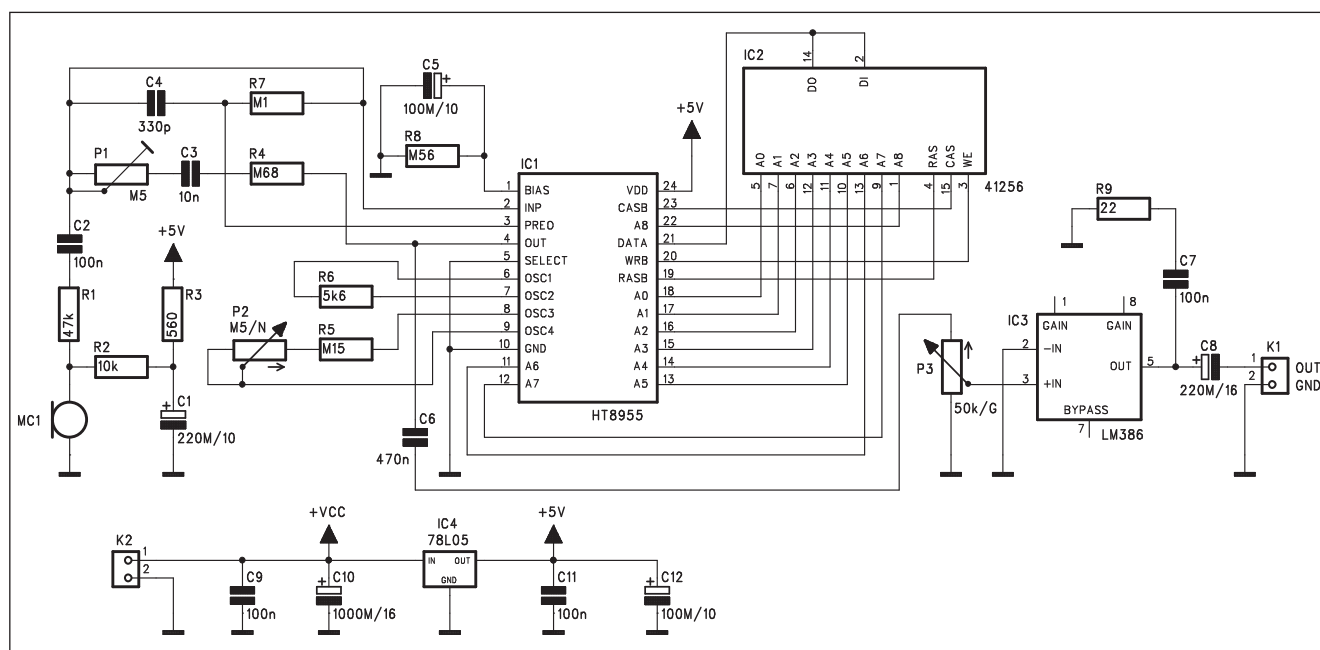 C4
330p
R7
M1
P1
M5
C3
10n
R4
M68
C2
100n
R1
47k
+5V
R3
560
R2
10k
MC1
C1
220M/10
C5
+
100M/10
R8
M56
R6
5k6
P2
M5/N
R5
M15
C6
470n
IC1
1 BIAS
2 INP
3 PREO
4 OUT
5 SELECT
6 OSC1
7 OSC2
8 OSC3
9 OSC4
10 GND
11 A6
12 A7
VDD 24
CASB 23
A8 22
DATA 21
WRB 20
RASB 19
A0 18
A1 17
A2 16
A3 15
A4 14
A5 13
HT8955
+5V
IC2
14 2
DO DI
A0 A1 A2 A3 A4 A5 A6 A7 A8 RAS CAS WE
5 7 6 12 11 10 13 9 1 4 15 3
41256
R9
22
C7
100n
IC3
1 8
GAIN GAIN
2 -IN
3 +IN
OUT 5
BYPASS
7
LM386
P3
50k/G
C8
+
220M/16
K1
1 OUT
2 GND
K2
1
2
C9
100n
+VCC
C10
+
1000M/16
IC4
78L05
IN OUT
GND
+5V
C11
100n
C12
+
100M/10